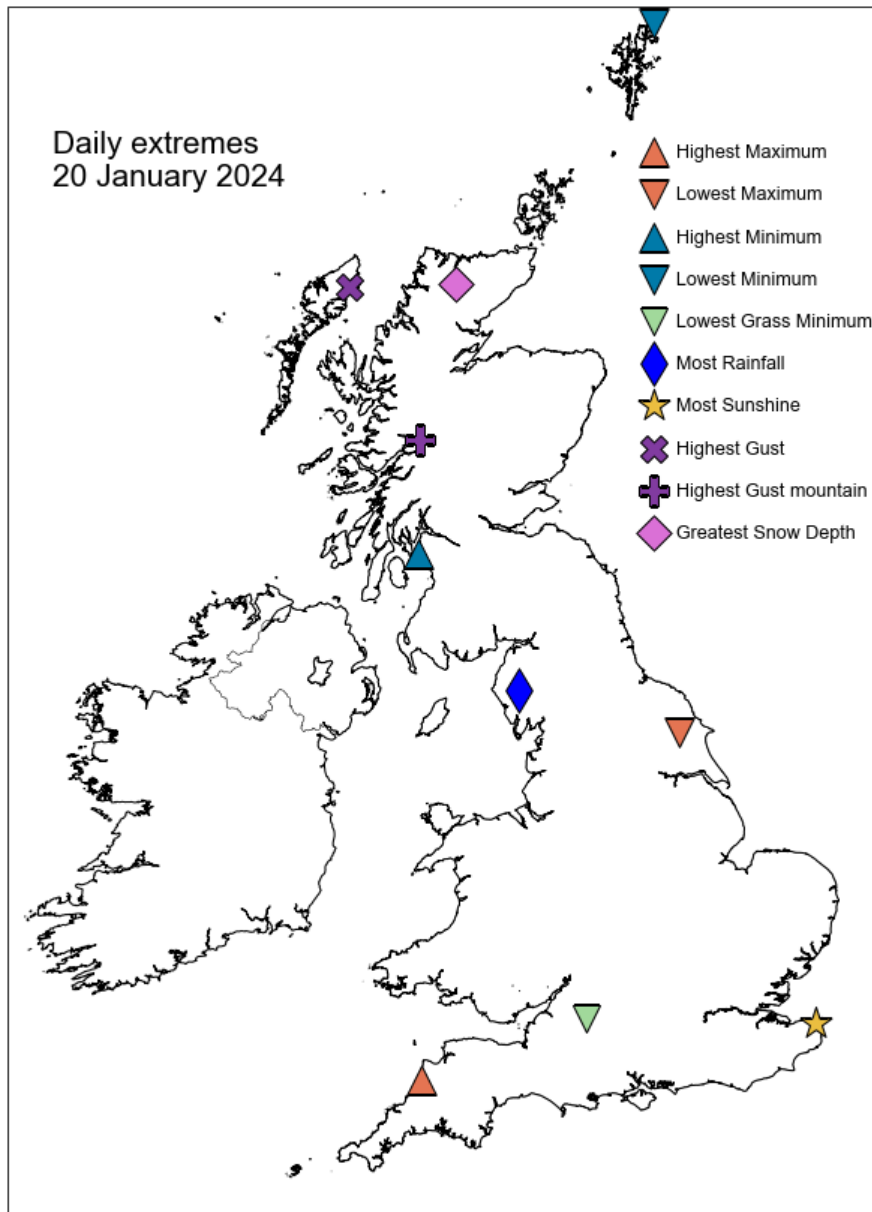 Daily extremes
20 January 2024
Highest Maximum
Lowest Maximum
Highest Minimum
Lowest Minimum
Lowest Grass Minimum
Most Rainfall
Most Sunshine
Highest Gust
Highest Gust mountain
Greatest Snow Depth